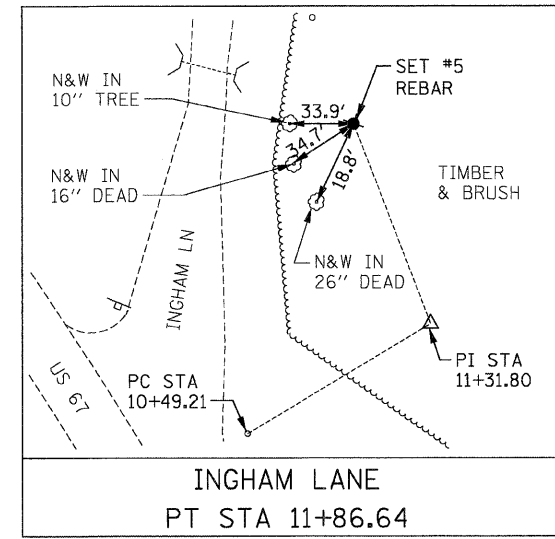 N&W IN
10" TREE
33.9'
SET #5
REBAR
34.7'
18.8'
N&W IN
16" DEAD
TIMBER
& BRUSH
N&W IN
26" DEAD
INGHAM LN
US 67
PC STA
10+49.21
PI STA
11+31.80
INGHAM LANE
PT STA 11+86.64